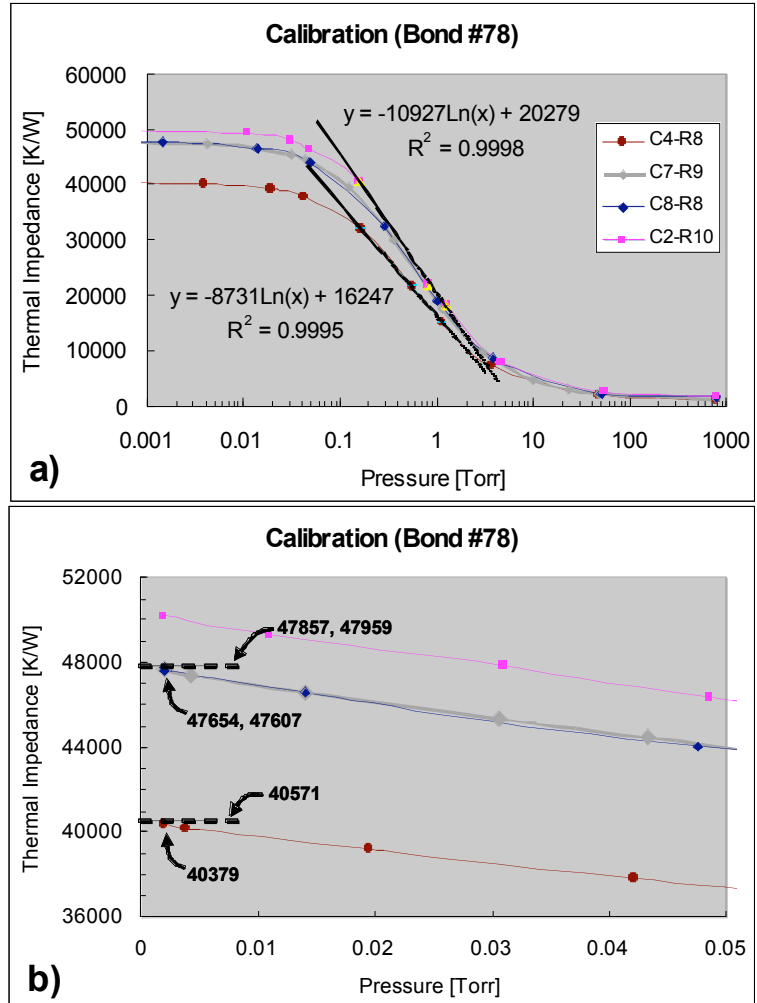 Calibration (Bond #78)
60000
50000
40000
30000
20000
10000
0
Thermal Impedance [K/W]
y = -10927Ln(x) + 20279
R² = 0.9998
y = -8731Ln(x) + 16247
R² = 0.9995
C4-R8
C7-R9
C8-R8
C2-R10
0.001 0.01 0.1 1 10 100 1000
Pressure [Torr]
a)
Calibration (Bond #78)
52000
48000
44000
40000
36000
Thermal Impedance [K/W]
47857, 47959
47654, 47607
40571
40379
0 0.01 0.02 0.03 0.04 0.05
Pressure [Torr]
b)